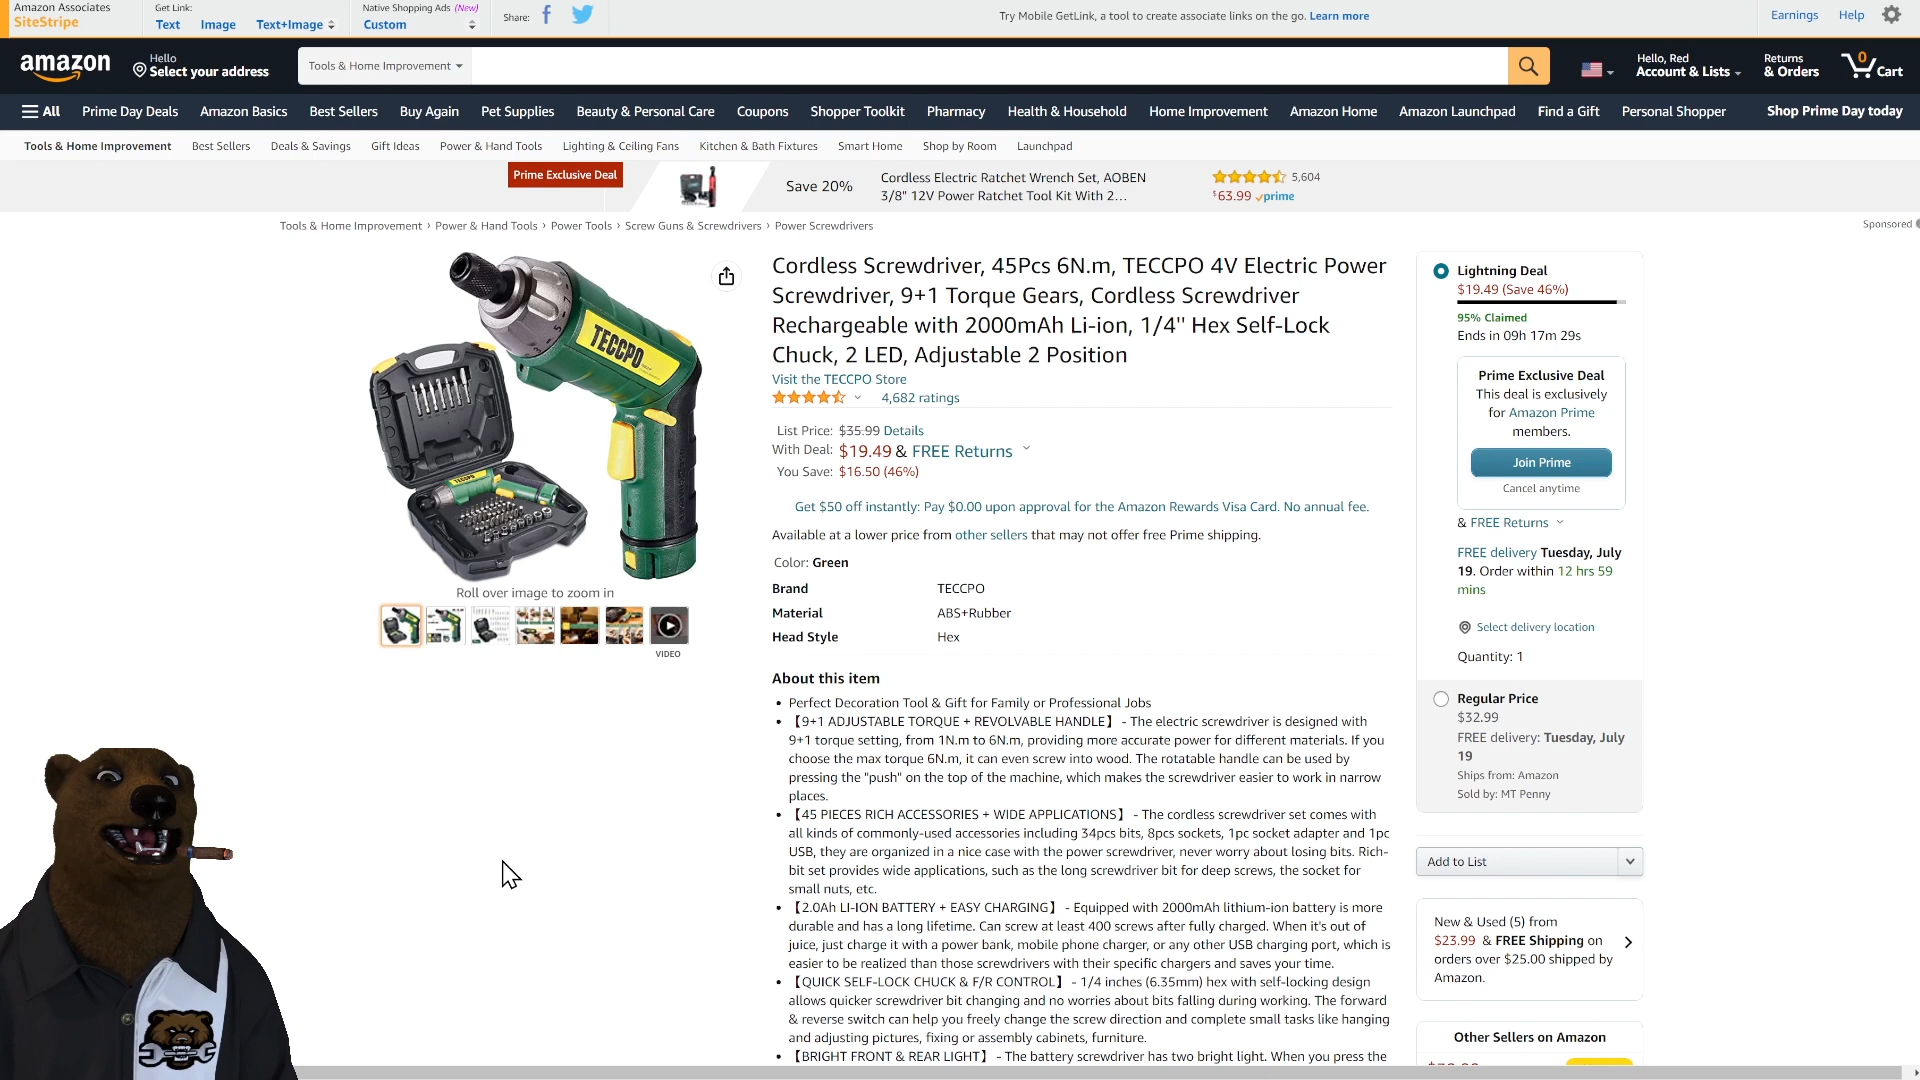 Amazon Associates
SiteStripe
Get Link:
Text Image Text+Image
Native Shopping Ads (New)
Custom
Share:
Try Mobile GetLink, a tool to create associate links on the go. Learn more
Earnings Help
amazon
Hello
Select your address
Tools & Home Improvement
Hello, Red
Account & Lists
Returns
& Orders
0
Cart
All Prime Day Deals Amazon Basics Best Sellers Buy Again Pet Supplies Beauty & Personal Care Coupons Shopper Toolkit Pharmacy Health & Household Home Improvement Amazon Home Amazon Launchpad Find a Gift Personal Shopper Shop Prime Day today
Tools & Home Improvement Best Sellers Deals & Savings Gift Ideas Power & Hand Tools Lighting & Ceiling Fans Kitchen & Bath Fixtures Smart Home Shop by Room Launchpad
Prime Exclusive Deal
Save 20%
Cordless Electric Ratchet Wrench Set, AOBEN
3/8" 12V Power Ratchet Tool Kit With 2…
5,604
$63.99 prime
Tools & Home Improvement › Power & Hand Tools › Power Tools › Screw Guns & Screwdrivers › Power Screwdrivers
Sponsored
TECCPO
TECCPO
Roll over image to zoom in
VIDEO
Cordless Screwdriver, 45Pcs 6N.m, TECCPO 4V Electric Power
Screwdriver, 9+1 Torque Gears, Cordless Screwdriver
Rechargeable with 2000mAh Li-ion, 1/4'' Hex Self-Lock
Chuck, 2 LED, Adjustable 2 Position
Visit the TECCPO Store
4,682 ratings
List Price: $35.99 Details
With Deal: $19.49 & FREE Returns
You Save: $16.50 (46%)
Get $50 off instantly: Pay $0.00 upon approval for the Amazon Rewards Visa Card. No annual fee.
Available at a lower price from other sellers that may not offer free Prime shipping.
Color: Green
Brand TECCPO
Material ABS+Rubber
Head Style Hex
About this item
• Perfect Decoration Tool & Gift for Family or Professional Jobs
• 【9+1 ADJUSTABLE TORQUE + REVOLVABLE HANDLE】 - The electric screwdriver is designed with
9+1 torque setting, from 1N.m to 6N.m, providing more accurate power for different materials. If you
choose the max torque 6N.m, it can even screw into wood. The rotatable handle can be used by
pressing the "push" on the top of the machine, which makes the screwdriver easier to work in narrow
places.
• 【45 PIECES RICH ACCESSORIES + WIDE APPLICATIONS】 - The cordless screwdriver set comes with
all kinds of commonly-used accessories including 34pcs bits, 8pcs sockets, 1pc socket adapter and 1pc
USB, they are organized in a nice case with the power screwdriver, never worry about losing bits. Rich-
bit set provides wide applications, such as the long screwdriver bit for deep screws, the socket for
small nuts, etc.
• 【2.0Ah LI-ION BATTERY + EASY CHARGING】 - Equipped with 2000mAh lithium-ion battery is more
durable and has a long lifetime. Can screw at least 400 screws after fully charged. When it's out of
juice, just charge it with a power bank, mobile phone charger, or any other USB charging port, which is
easier to be realized than those screwdrivers with their specific chargers and saves your time.
• 【QUICK SELF-LOCK CHUCK & F/R CONTROL】 - 1/4 inches (6.35mm) hex with self-locking design
allows quicker screwdriver bit changing and no worries about bits falling during working. The forward
& reverse switch can help you freely change the screw direction and complete small tasks like hanging
and adjusting pictures, fixing or assembly cabinets, furniture.
• 【BRIGHT FRONT & REAR LIGHT】 - The battery screwdriver has two bright light. When you press the
Lightning Deal
$19.49 (Save 46%)
95% Claimed
Ends in 09h 17m 29s
Prime Exclusive Deal
This deal is exclusively
for Amazon Prime
members.
Join Prime
Cancel anytime
& FREE Returns
FREE delivery Tuesday, July
19. Order within 12 hrs 59
mins
Select delivery location
Quantity: 1
Regular Price
$32.99
FREE delivery: Tuesday, July
19
Ships from: Amazon
Sold by: MT Penny
Add to List
New & Used (5) from
$23.99 & FREE Shipping on
orders over $25.00 shipped by
Amazon.
Other Sellers on Amazon